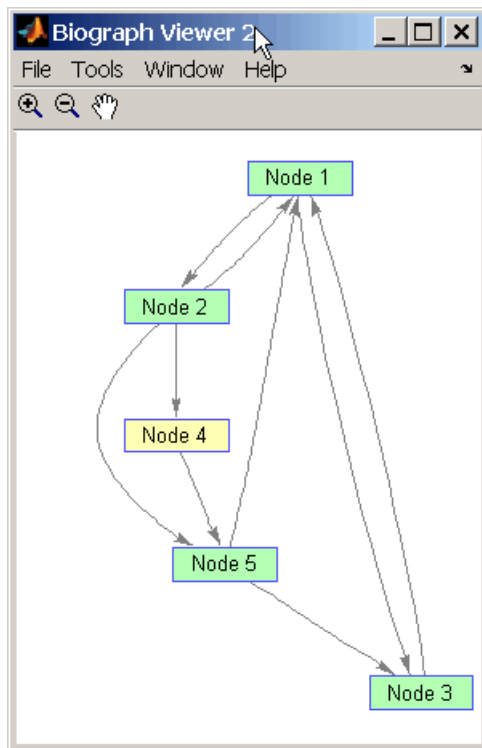 Biograph Viewer 2
File Tools Window Help
Node 1
Node 2
Node 4
Node 5
Node 3